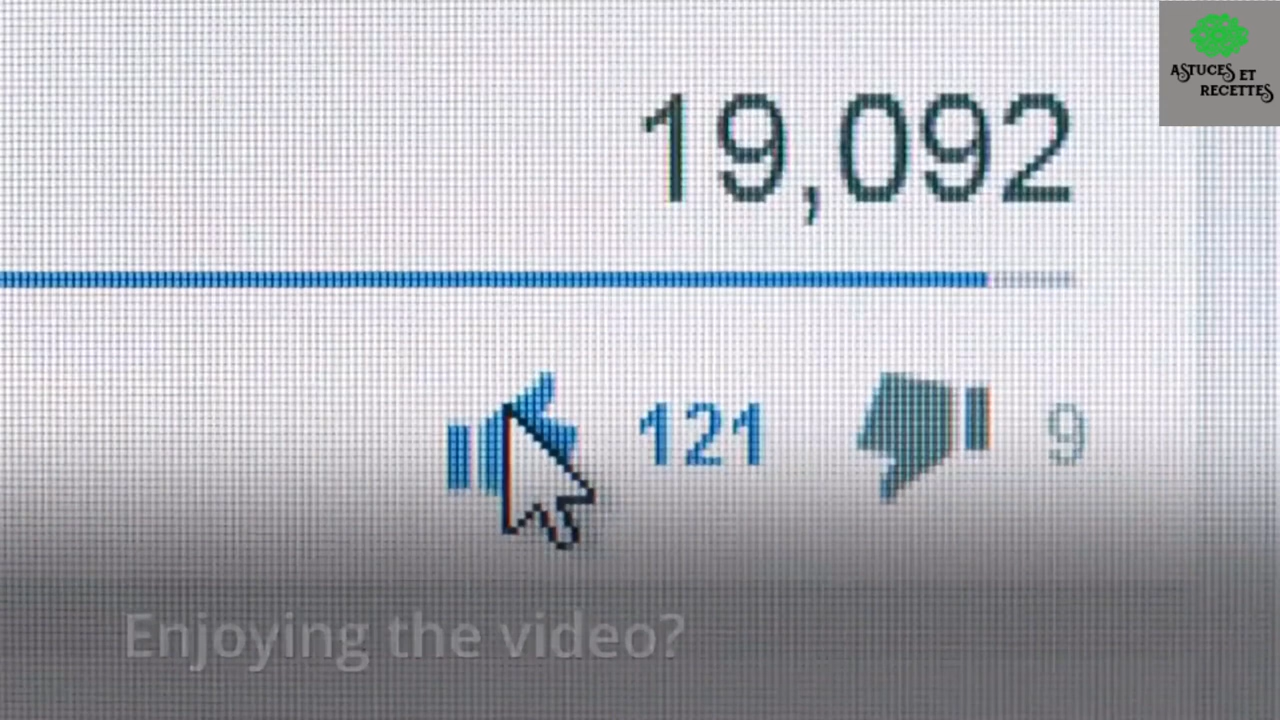 ASTUCES ET
RECETTES
19,092
121 9
Enjoying the video?